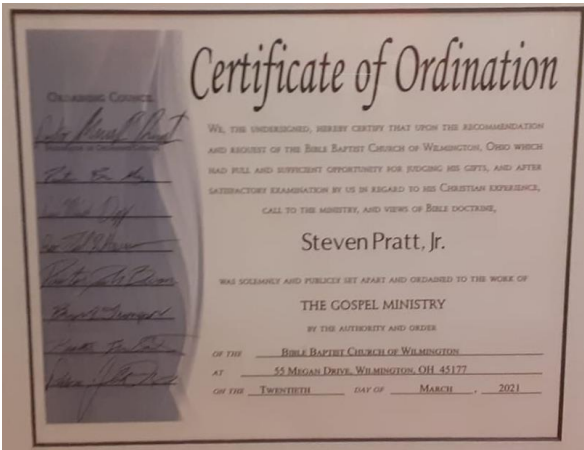 Certificate of Ordination
ORDAINING COUNCIL
WE, THE UNDERSIGNED, HEREBY CERTIFY THAT UPON THE RECOMMENDATION
AND REQUEST OF THE BIBLE BAPTIST CHURCH OF WILMINGTON, OHIO WHICH
HAD FULL AND SUFFICIENT OPPORTUNITY FOR JUDGING HIS GIFTS, AND AFTER
SATISFACTORY EXAMINATION BY US IN REGARD TO HIS CHRISTIAN EXPERIENCE,
CALL TO THE MINISTRY, AND VIEWS OF BIBLE DOCTRINE,
Steven Pratt, Jr.
WAS SOLEMNLY AND PUBLICLY SET APART AND ORDAINED TO THE WORK OF
THE GOSPEL MINISTRY
BY THE AUTHORITY AND ORDER
OF THE BIBLE BAPTIST CHURCH OF WILMINGTON
AT 55 MEGAN DRIVE, WILMINGTON, OH 45177
ON THE TWENTIETH DAY OF MARCH, 2021